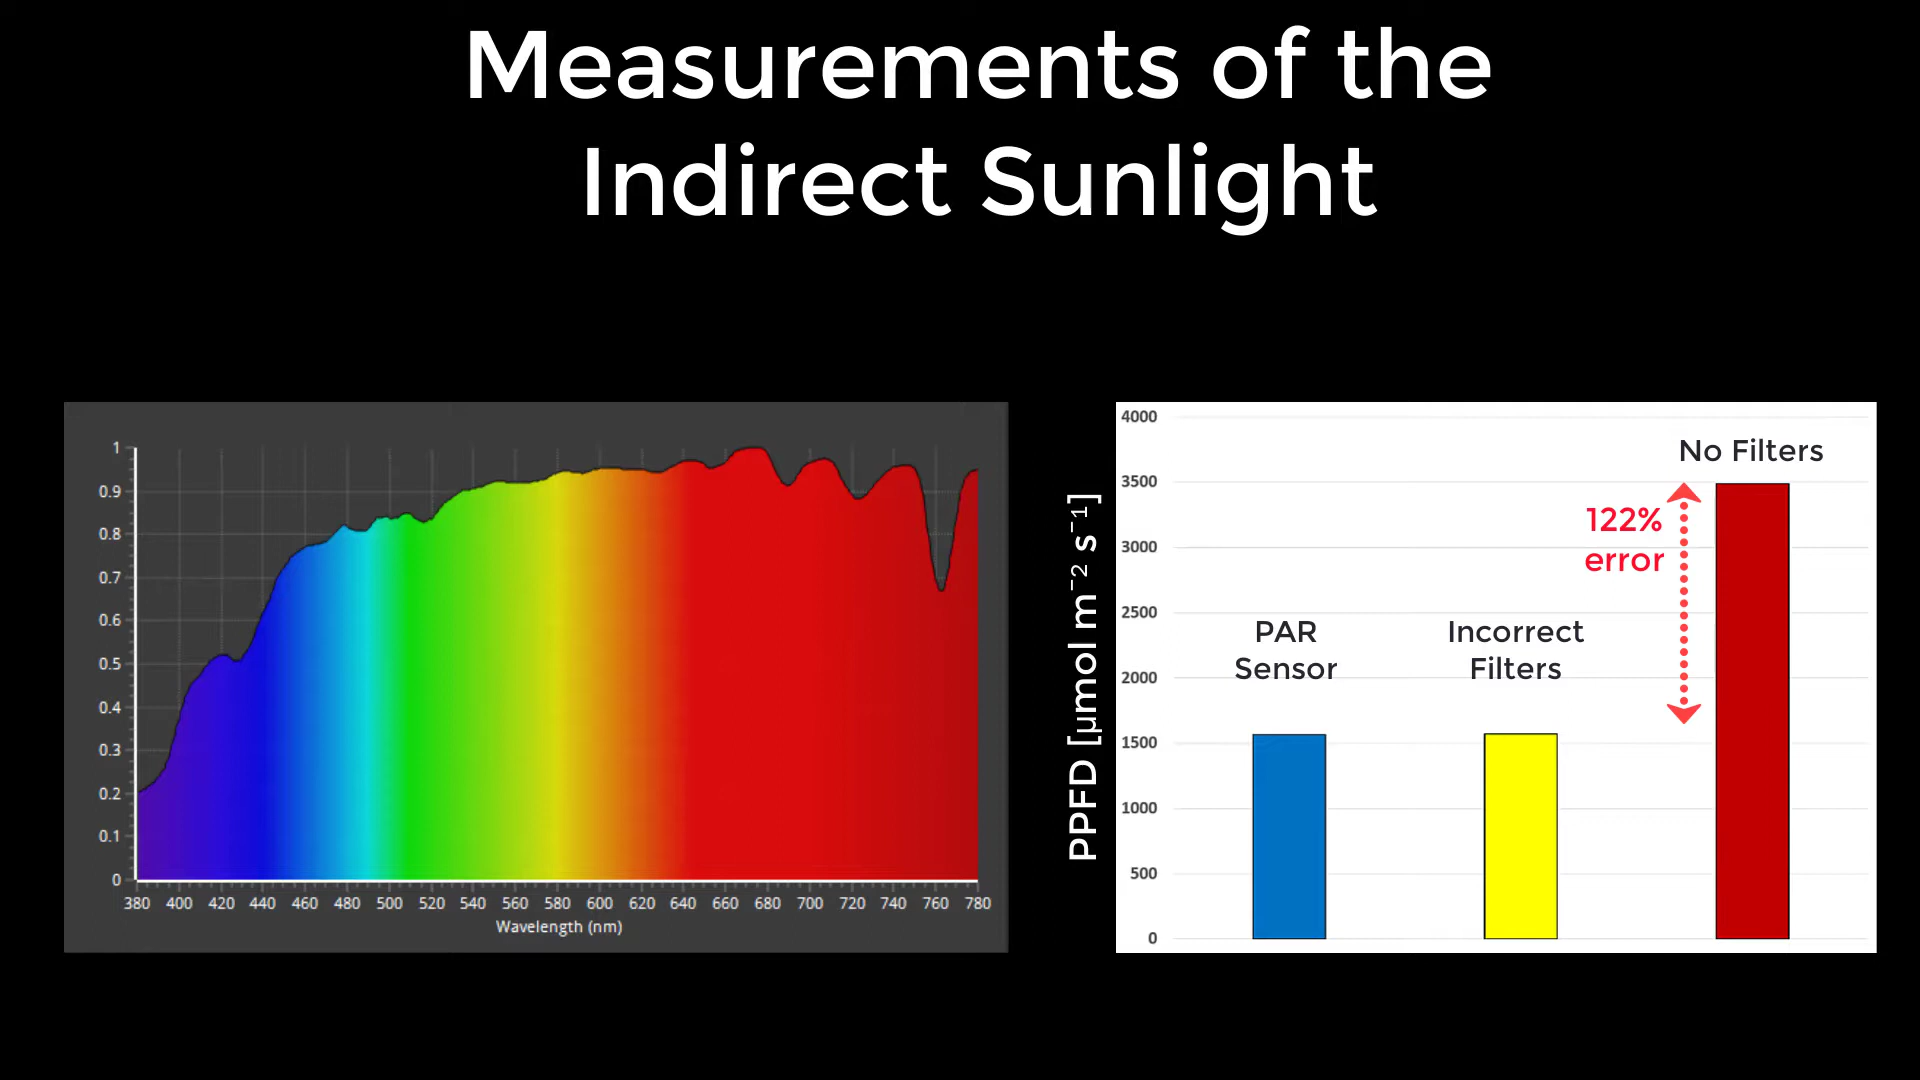 Measurements of the
Indirect Sunlight
1
0.9
0.8
0.7
0.6
0.5
0.4
0.3
0.2
0.1
0
380 400 420 440 460 480 500 520 540 560 580 600 620 640 660 680 700 720 740 760 780
Wavelength (nm)
PPFD [µmol m⁻² s⁻¹]
4000
3500
3000
2500
2000
1500
1000
500
0
PAR
Sensor
Incorrect
Filters
122%
error
No Filters